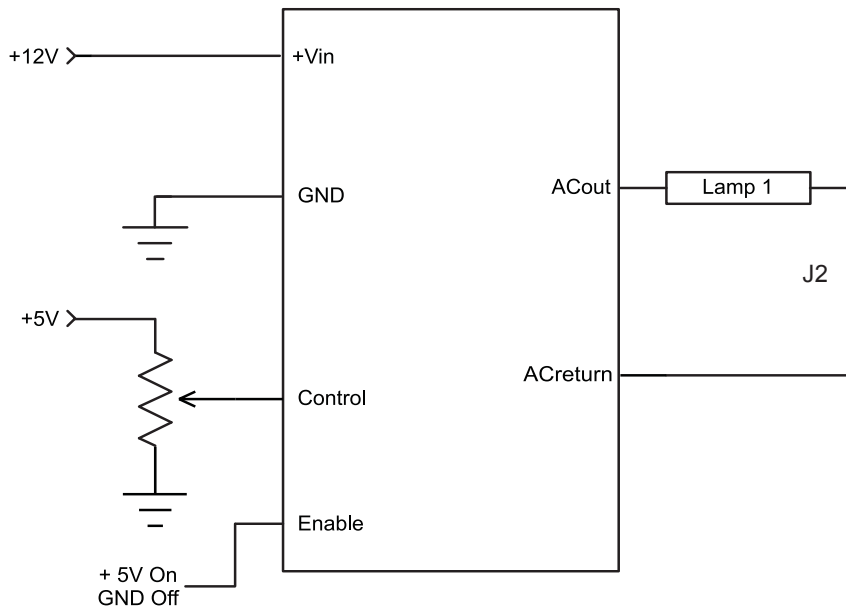 +12V
+Vin
GND
ACout
Lamp 1
J2
+5V
ACreturn
Control
Enable
+ 5V On
GND Off